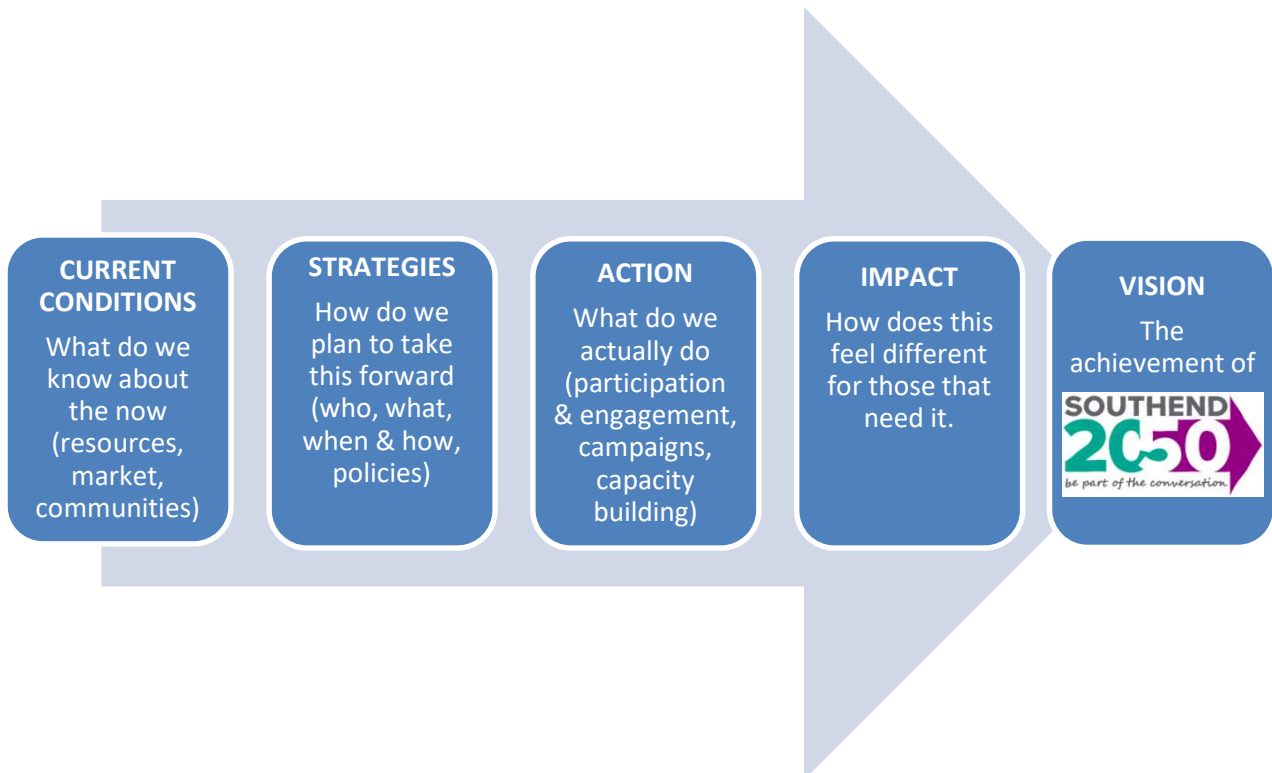 CURRENT
CONDITIONS
What do we
know about
the now
(resources,
market,
communities)
STRATEGIES
How do we
plan to take
this forward
(who, what,
when & how,
policies)
ACTION
What do we
actually do
(participation
& engagement,
campaigns,
capacity
building)
IMPACT
How does this
feel different
for those that
need it.
VISION
The
achievement of
SOUTHEND
2050
be part of the conversation